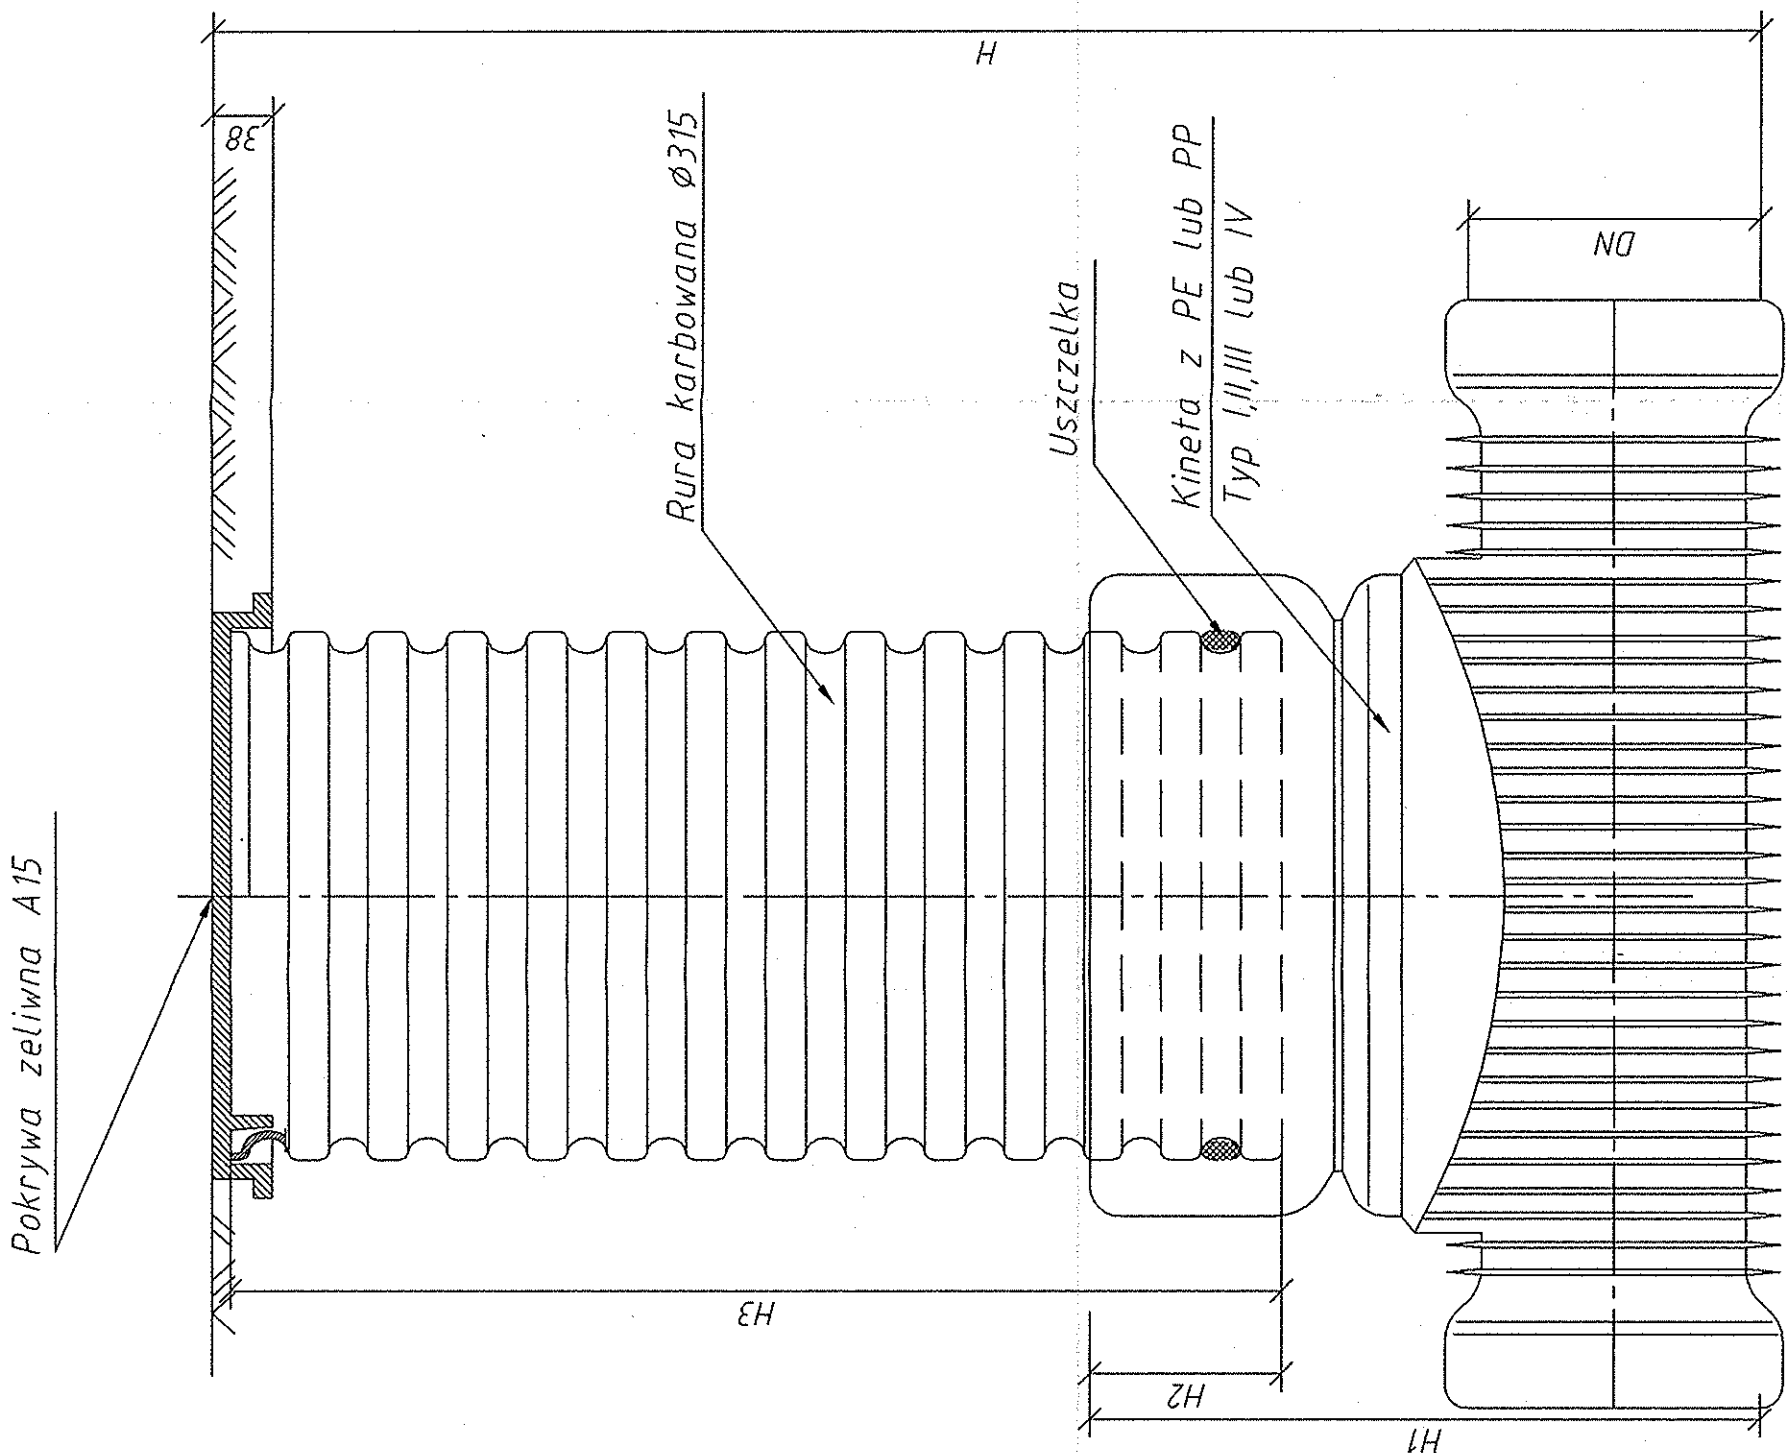 H
38
Pokrywa zeliwna A15
Rura karbowana Ø315
Uszczelka
Kineta z PE lub PP
Typ I,II,III lub IV
DN
H3
H2
H1